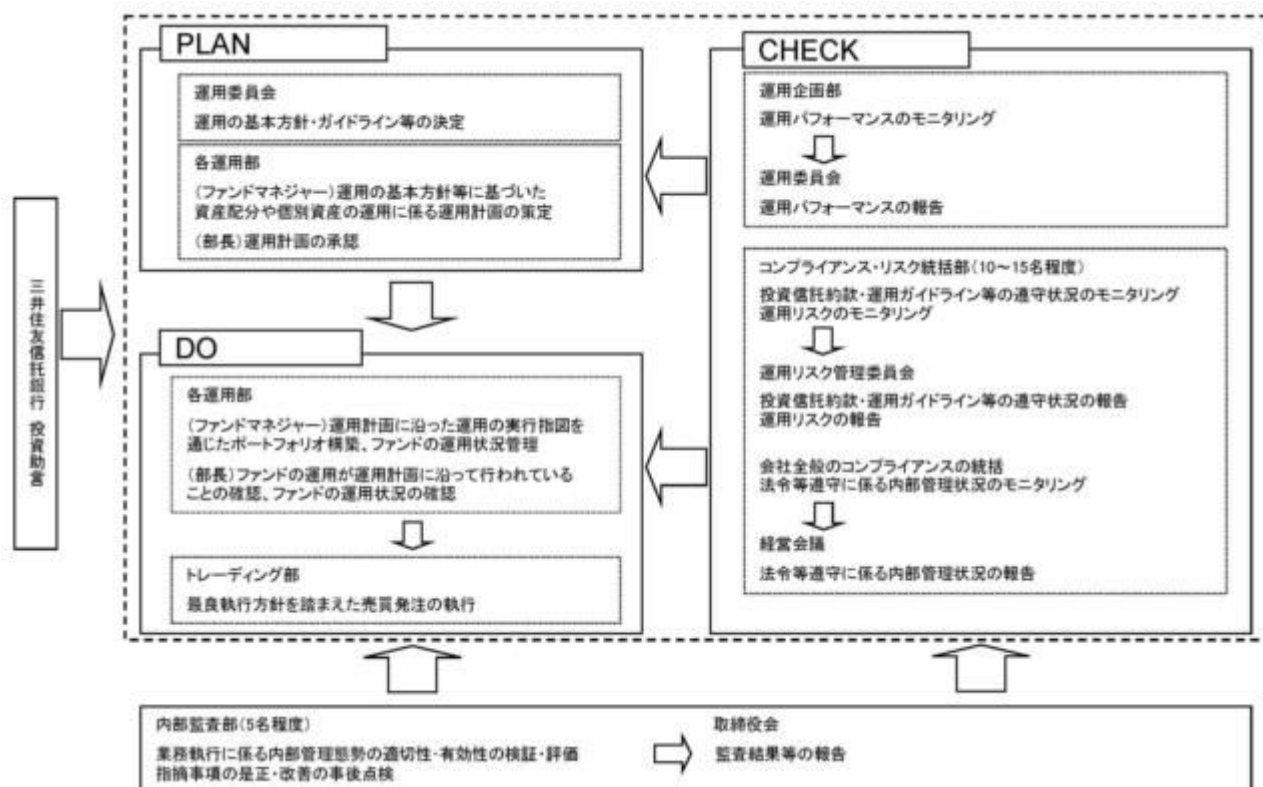 三井住友信託銀行 投資助言
PLAN
運用委員会
運用の基本方針・ガイドライン等の決定
各運用部
(ファンドマネジャー)運用の基本方針等に基づいた
資産配分や個別資産の運用に係る運用計画の策定
(部長)運用計画の承認
DO
各運用部
(ファンドマネジャー)運用計画に沿った運用の実行指図を
通じたポートフォリオ構築、ファンドの運用状況管理
(部長)ファンドの運用が運用計画に沿って行われている
ことの確認、ファンドの運用状況の確認
トレーディング部
最良執行方針を踏まえた売買発注の執行
CHECK
運用企画部
運用パフォーマンスのモニタリング
運用委員会
運用パフォーマンスの報告
コンプライアンス・リスク統括部(10～15名程度)
投資信託約款・運用ガイドライン等の遵守状況のモニタリング
運用リスクのモニタリング
運用リスク管理委員会
投資信託約款・運用ガイドライン等の遵守状況の報告
運用リスクの報告
会社全般のコンプライアンスの統括
法令等遵守に係る内部管理状況のモニタリング
経営会議
法令等遵守に係る内部管理状況の報告
内部監査部(5名程度)
業務執行に係る内部管理態勢の適切性・有効性の検証・評価
指摘事項の是正・改善の事後点検
取締役会
監査結果等の報告